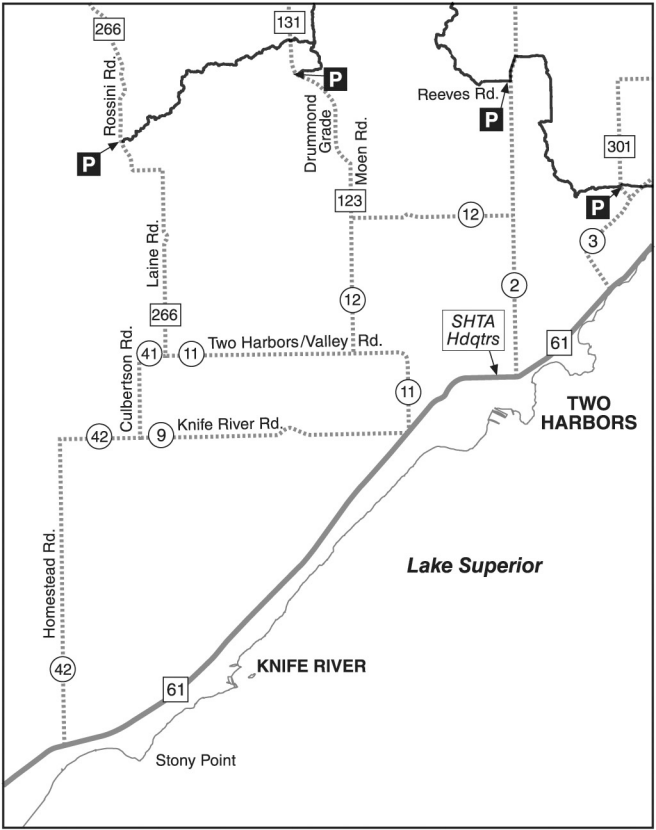 266
131
Rossini Rd.
P
Reeves Rd.
P
Drummond
Grade
Moen Rd.
P
301
P
123
12
3
Laine Rd.
12
2
266
SHTA
Hdqtrs
61
Culbertson Rd.
41
11
Two Harbors/Valley Rd.
11
TWO
HARBORS
42
9
Knife River Rd.
Homestead Rd.
Lake Superior
42
61
KNIFE RIVER
Stony Point